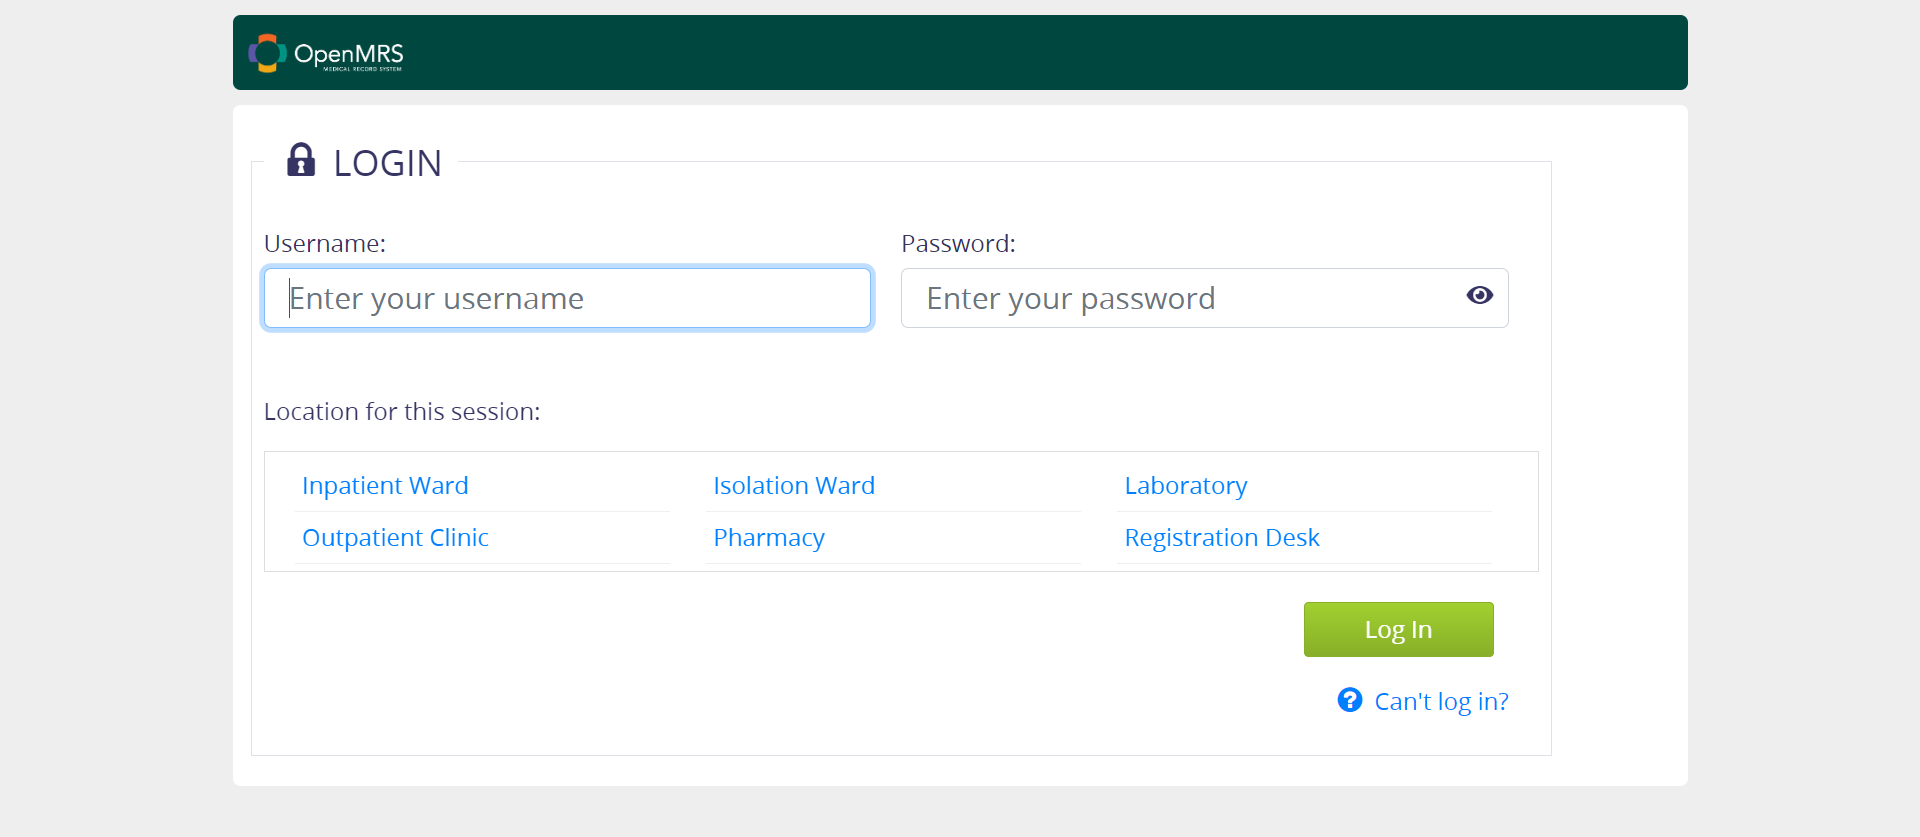 OpenMRS
MEDICAL RECORD SYSTEM
LOGIN
Username:
Password:
Enter your username
Enter your password
Location for this session:
Inpatient Ward
Isolation Ward
Laboratory
Outpatient Clinic
Pharmacy
Registration Desk
Log In
? Can't log in?